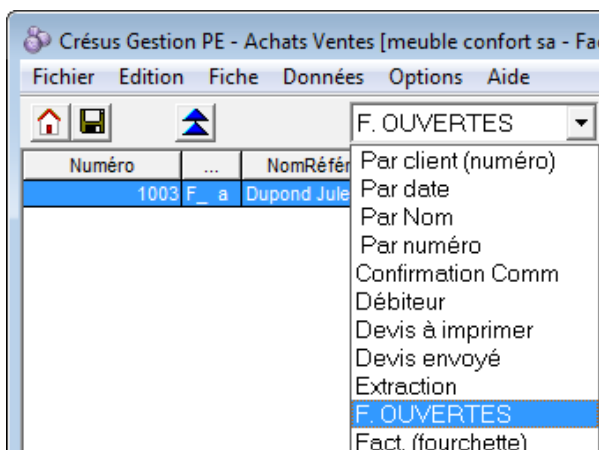 Crésus Gestion PE - Achats Ventes [meuble confort sa - Fa
Fichier Edition Fiche Données Options Aide
F. OUVERTES
Numéro ... NomRéfér
1003 F_ a Dupond Jule
Par client (numéro)
Par date
Par Nom
Par numéro
Confirmation Comm
Débiteur
Devis à imprimer
Devis envoyé
Extraction
F. OUVERTES
Fact. (fourchette)